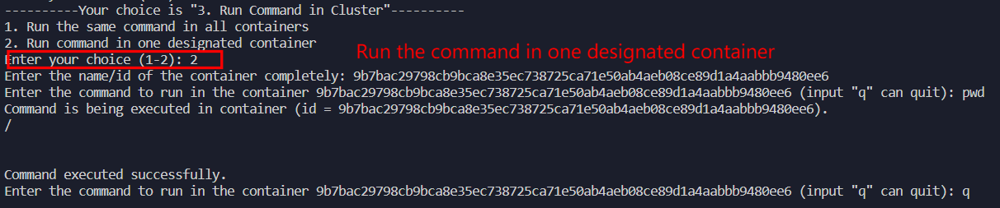 ----------Your choice is "3. Run Command in Cluster"----------
1. Run the same command in all containers
2. Run command in one designated container
Enter your choice (1-2): 2
Run the command in one designated container
Enter the name/id of the container completely: 9b7bac29798cb9bca8e35ec738725ca71e50ab4aeb08ce89d1a4aabbb9480ee6
Enter the command to run in the container 9b7bac29798cb9bca8e35ec738725ca71e50ab4aeb08ce89d1a4aabbb9480ee6 (input "q" can quit): pwd
Command is being executed in container (id = 9b7bac29798cb9bca8e35ec738725ca71e50ab4aeb08ce89d1a4aabbb9480ee6).
/
Command executed successfully.
Enter the command to run in the container 9b7bac29798cb9bca8e35ec738725ca71e50ab4aeb08ce89d1a4aabbb9480ee6 (input "q" can quit): q